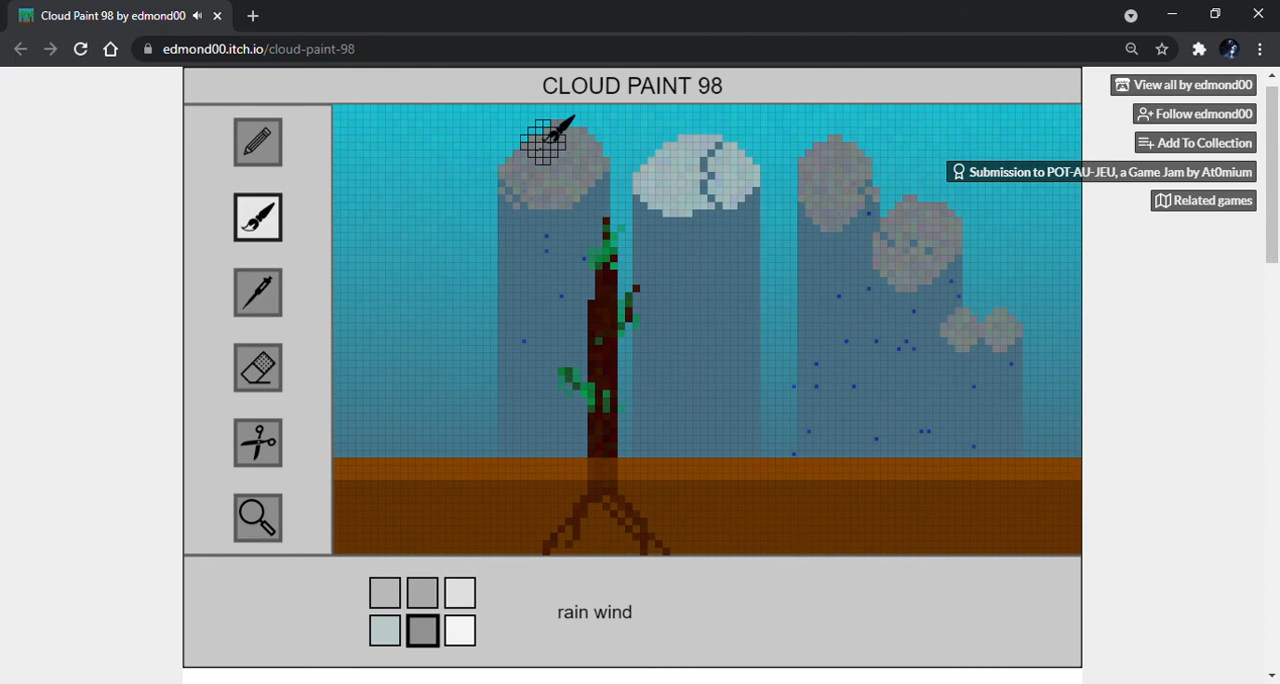 Cloud Paint 98 by edmond00
edmond00.itch.io/cloud-paint-98
CLOUD PAINT 98
View all by edmond00
Follow edmond00
Add To Collection
Submission to POT-AU-JEU, a Game Jam by At0mium
Related games
rain wind